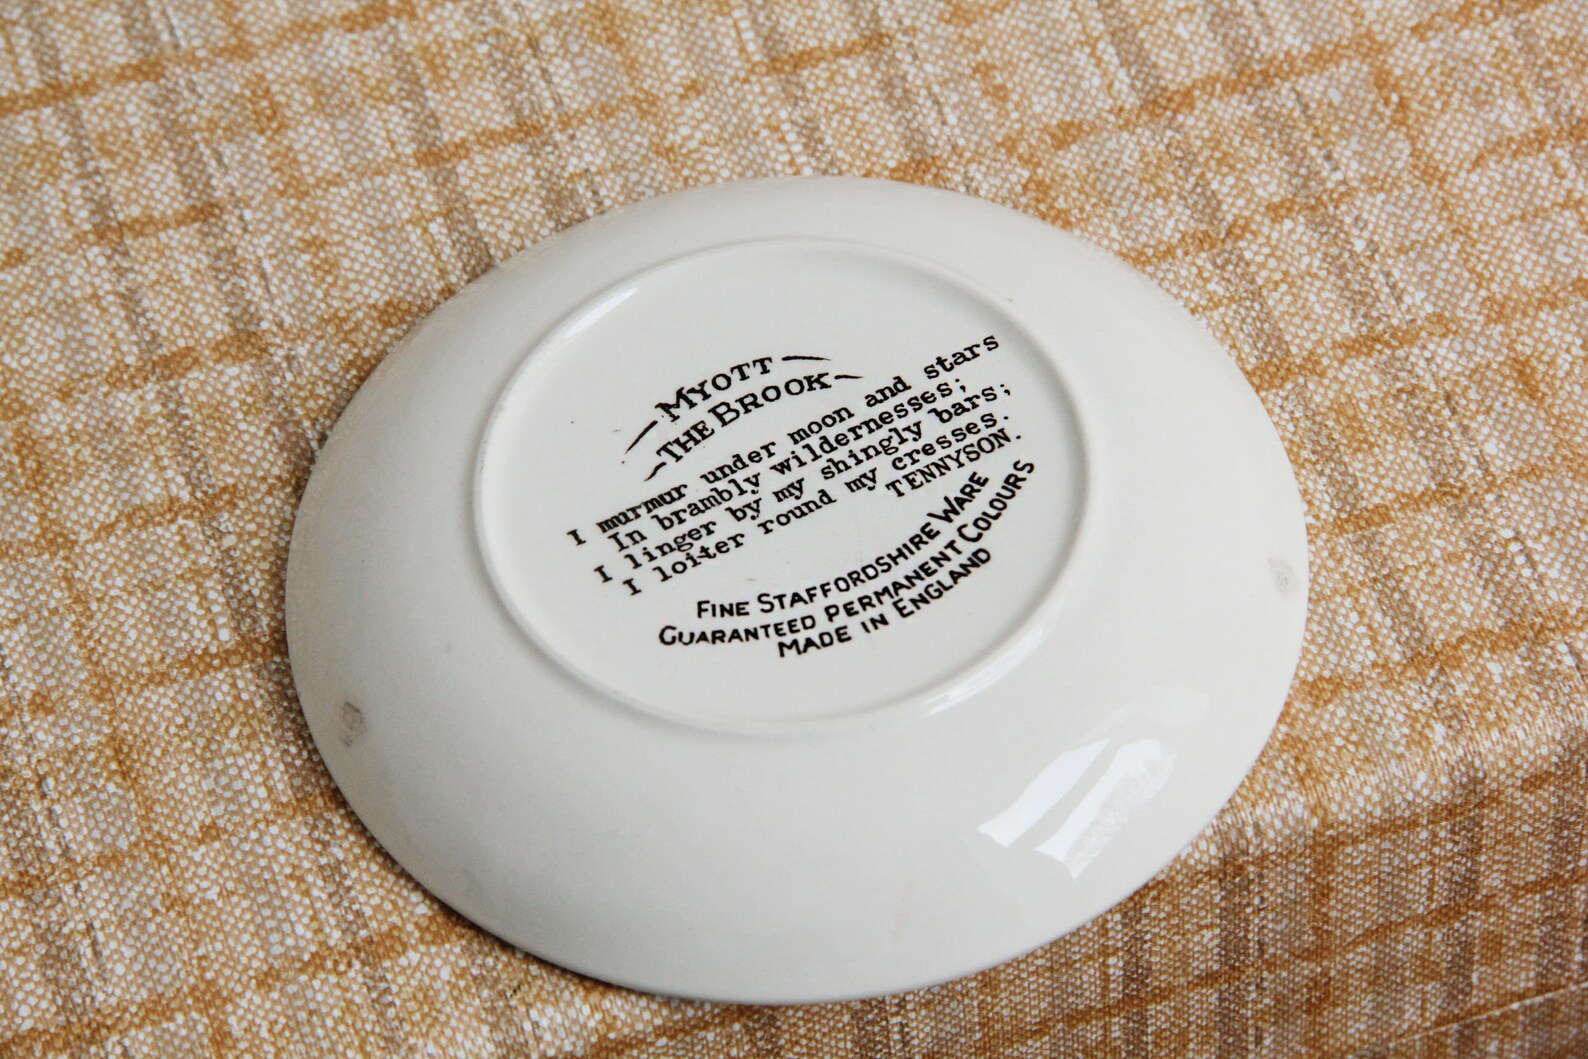 MYOTT
THE BROOK
I murmur under moon and stars
In brambly wildernesses;
I linger by my shingly bars;
I loiter round my cresses.
TENNYSON.
FINE STAFFORDSHIRE WARE
GUARANTEED PERMANENT COLOURS
MADE IN ENGLAND